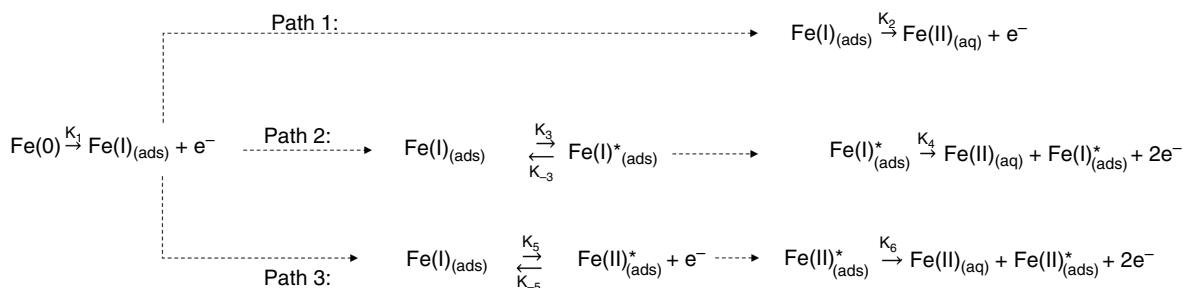 Path 1:
Fe(I)(ads) →K2 Fe(II)(aq) + e−
Fe(0) →K1 Fe(I)(ads) + e−
Path 2:
Fe(I)(ads) ⇌K3 K−3 Fe(I)*(ads)
Fe(I)*(ads) →K4 Fe(II)(aq) + Fe(I)*(ads) + 2e−
Path 3:
Fe(I)(ads) ⇌K5 K−5 Fe(II)*(ads) + e−
Fe(II)*(ads) →K6 Fe(II)(aq) + Fe(II)*(ads) + 2e−